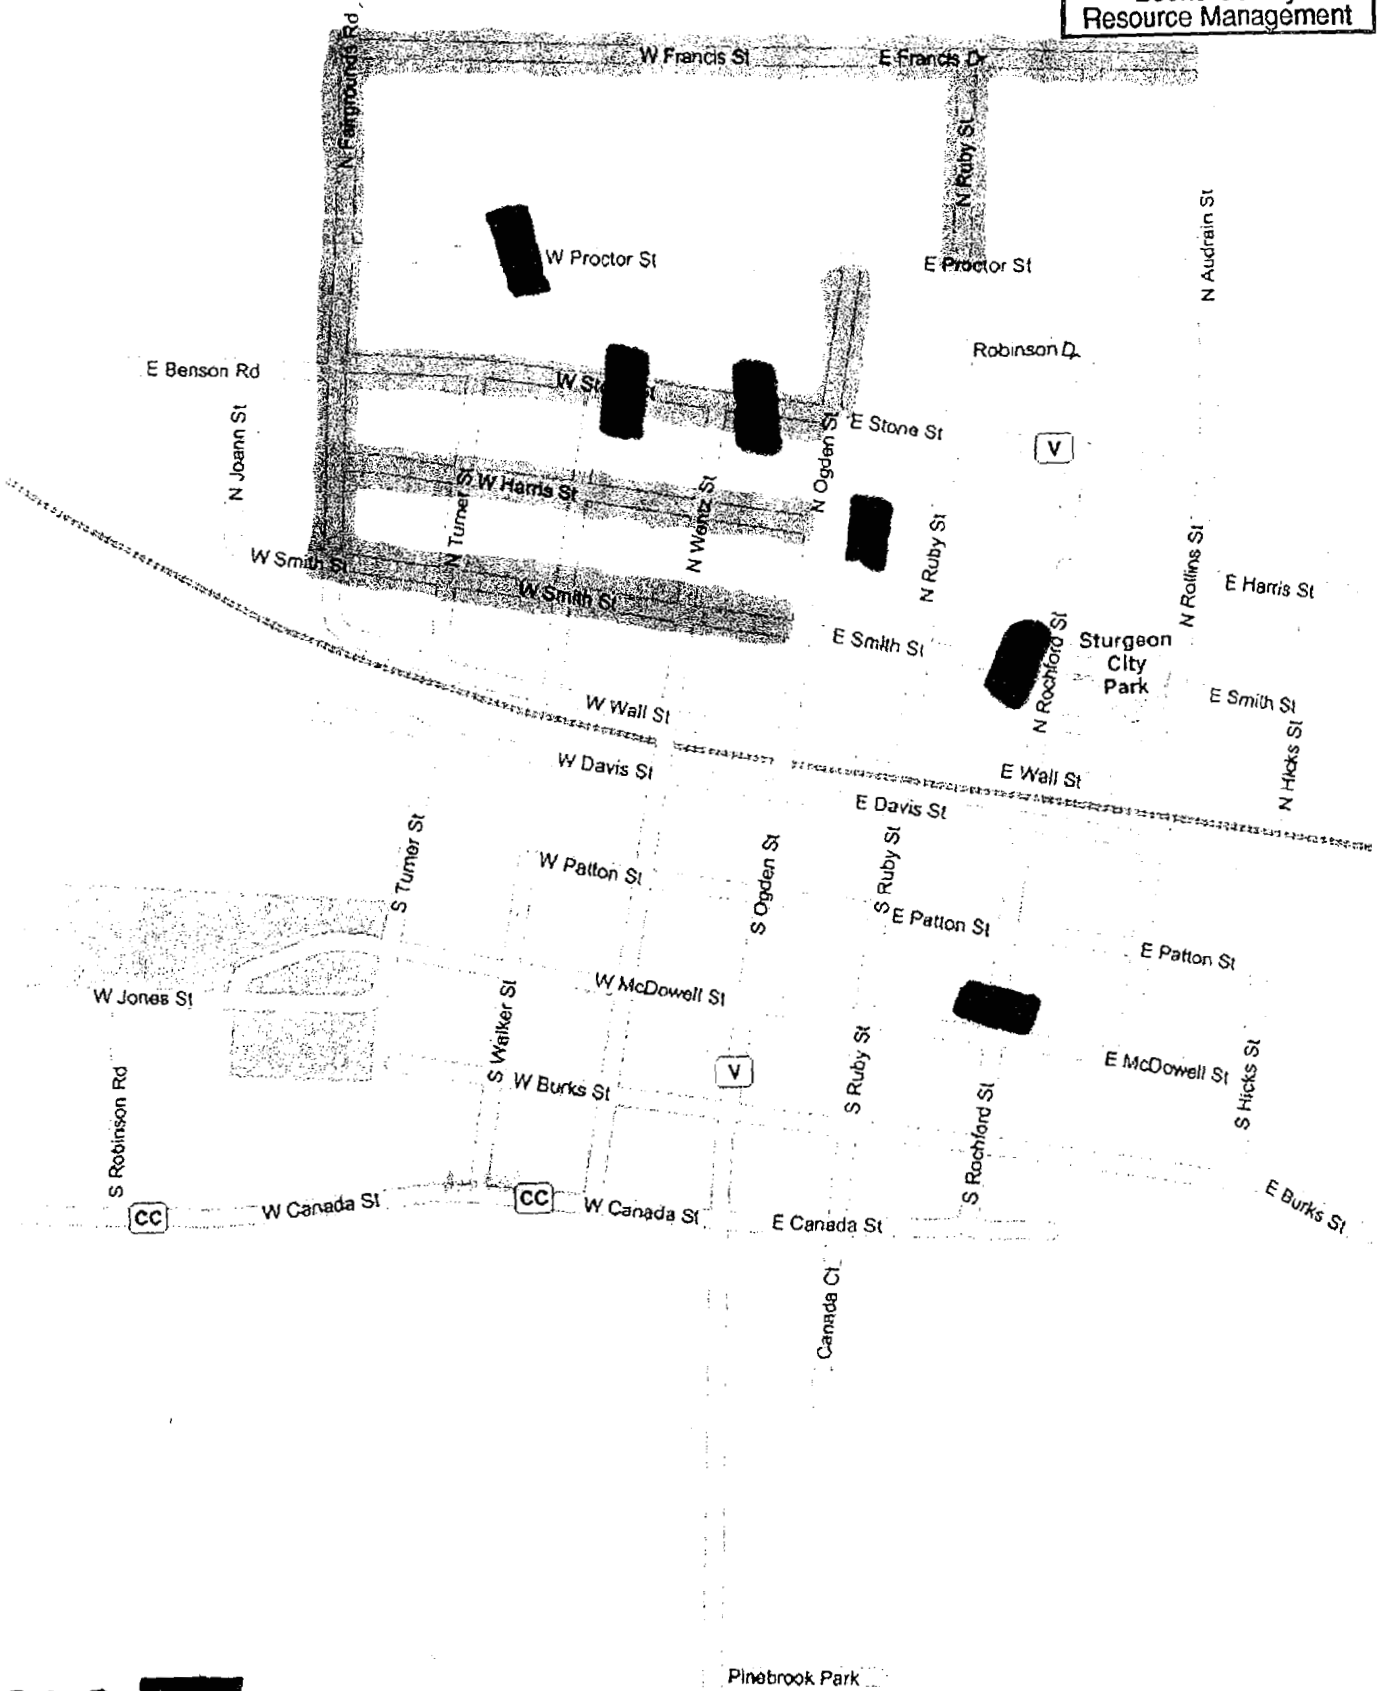 Resource Management
N Fairgrounds Rd
W Francis St
E Francis Dr
N Ruby St
N Audrain St
W Proctor St
E Proctor St
Robinson Dr
E Benson Rd
N Joann St
E Stone St
N Ogden St
V
W Harris St
N Turner St
N Wentz St
N Ruby St
N Rollins St
E Harris St
W Smith St
W Smith St
E Smith St
N Rochford St
Sturgeon
City
Park
E Smith St
N Hicks St
W Wall St
E Wall St
W Davis St
E Davis St
S Turner St
W Patton St
S Ogden St
S Ruby St
E Patton St
E Patton St
W Jones St
W McDowell St
S Walker St
V
S Ruby St
E McDowell St
S Hicks St
W Burks St
S Robinson Rd
S Rochford St
E Burks St
CC
W Canada St
CC
W Canada St
E Canada St
Canada Ct
Pinebrook Park